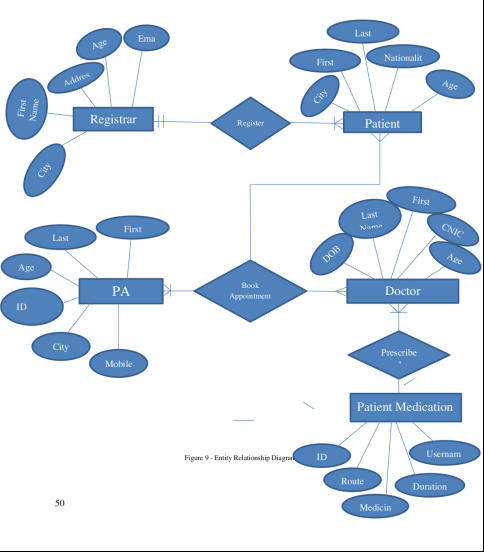 Last
Ema
Age
First
Nationalit
Age
Addres
City
First
Name
Registrar
Register
Patient
City
First
Last
Name
CNIC
First
Last
DOB
Age
Age
PA
Book
Appointment
Doctor
ID
City
Prescribe
Mobile
Patient Medication
Figure 9 - Entity Relationship Diagram
ID
Usernam
Route
Duration
Medicin
50